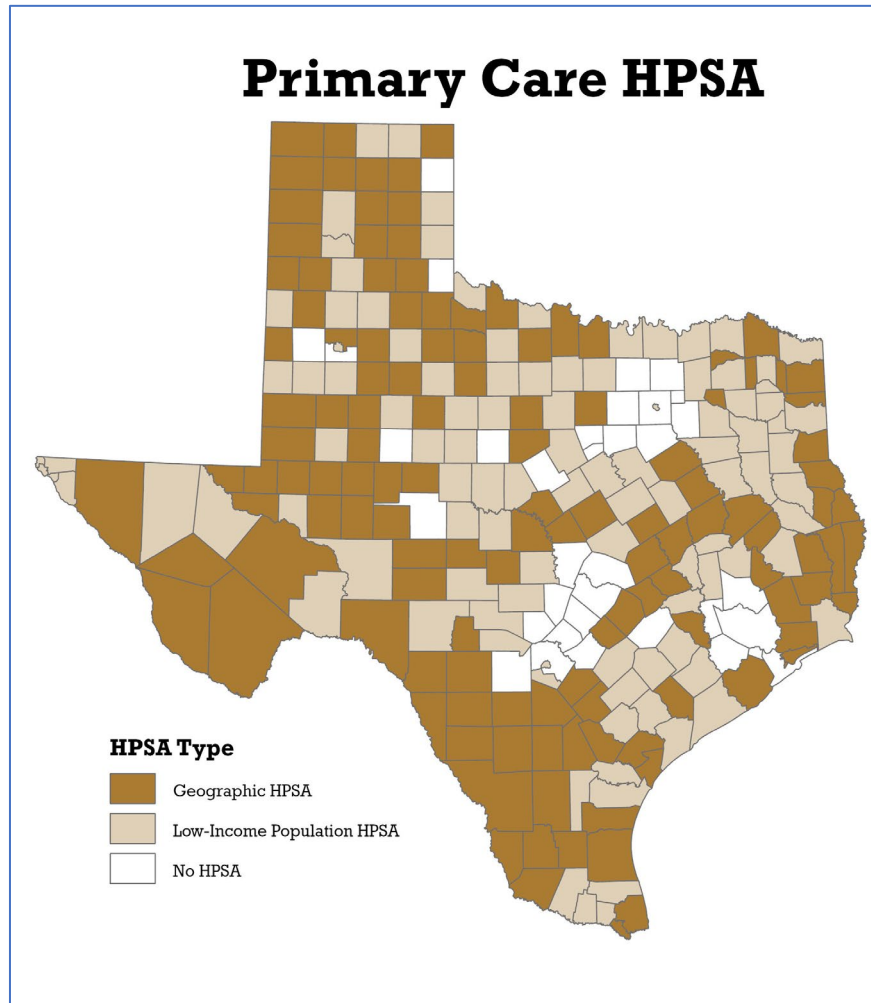 Primary Care HPSA
HPSA Type
Geographic HPSA
Low-Income Population HPSA
No HPSA